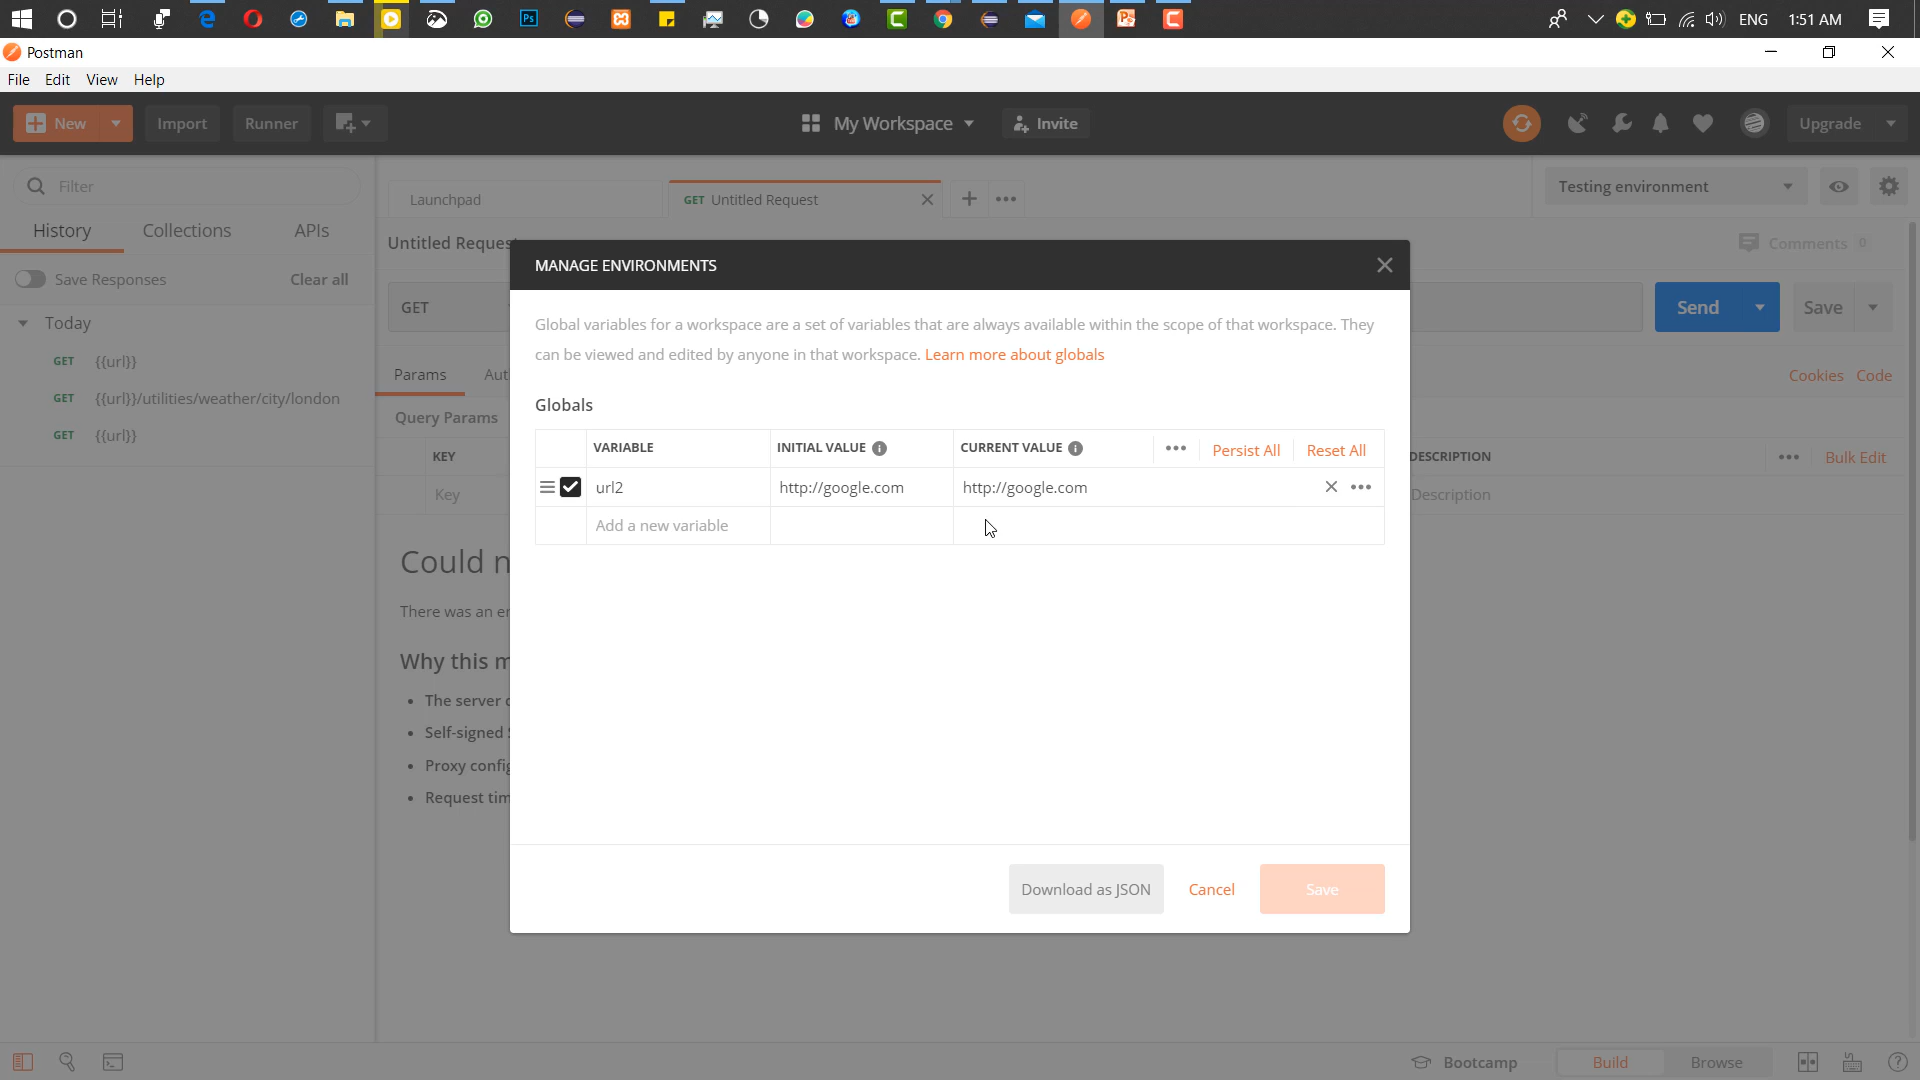 ENG
1:51 AM
Postman
File Edit View Help
New
Import
Runner
My Workspace
Invite
Upgrade
Filter
Launchpad
GET Untitled Request
Testing environment
History
Collections
APIs
Untitled Reques
Comments 0
Save Responses
Clear all
GET
Send
Save
Today
GET {{url}}
GET {{url}}/utilities/weather/city/london
GET {{url}}
Params
Aut
Cookies Code
Query Params
KEY
DESCRIPTION
Bulk Edit
Key
Description
Could n
There was an er
Why this m
The server c
Self-signed
Proxy config
Request tim
MANAGE ENVIRONMENTS
Global variables for a workspace are a set of variables that are always available within the scope of that workspace. They
can be viewed and edited by anyone in that workspace. Learn more about globals
Globals
VARIABLE INITIAL VALUE CURRENT VALUE Persist All Reset All
url2 http://google.com http://google.com
Add a new variable
Download as JSON
Cancel
Save
Bootcamp
Build
Browse